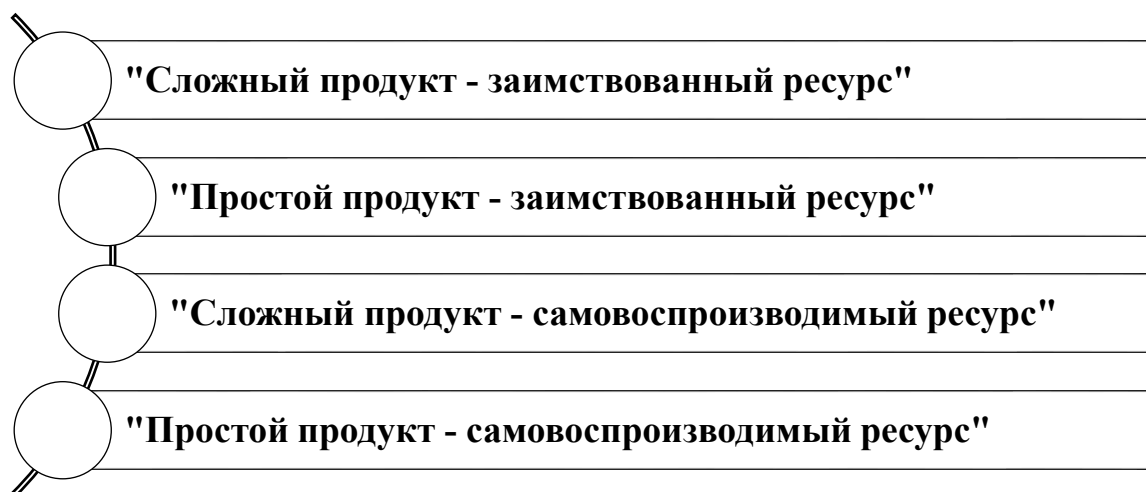 "Сложный продукт - заимствованный ресурс"
"Простой продукт - заимствованный ресурс"
"Сложный продукт - самовоспроизводимый ресурс"
"Простой продукт - самовоспроизводимый ресурс"